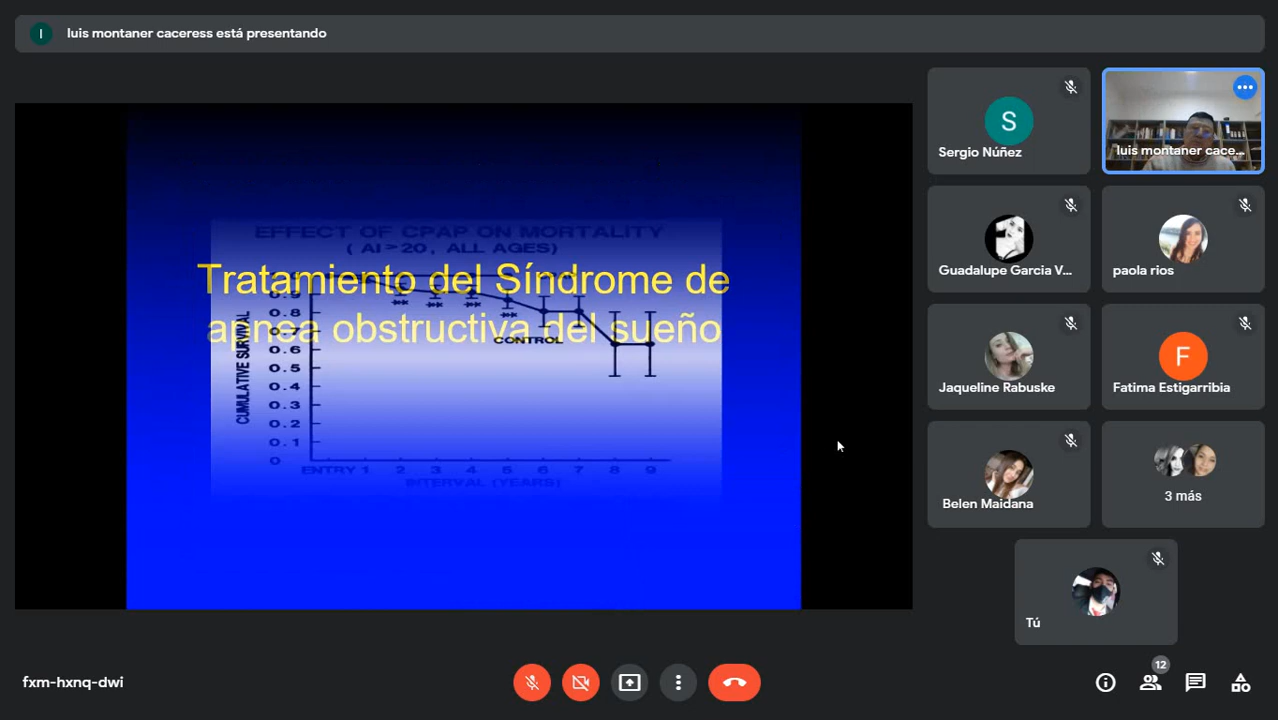 I
luis montaner caceress está presentando
EFFECT OF CPAP ON MORTALITY
( AI > 20, ALL AGES)
Tratamiento del Síndrome de
apnea obstructiva del sueño
CUMULATIVE SURVIVAL
0.9
0.8
0.7
0.6
0.5
0.4
0.3
0.2
0.1
0
**
**
**
**
CONTROL
ENTRY 1 2 3 4 5 6 7 8 9
INTERVAL (YEARS)
S
Sergio Núñez
luis montaner cace...
Guadalupe Garcia V...
paola rios
Jaqueline Rabuske
F
Fatima Estigarribia
Belen Maidana
3 más
Tú
fxm-hxnq-dwi
12